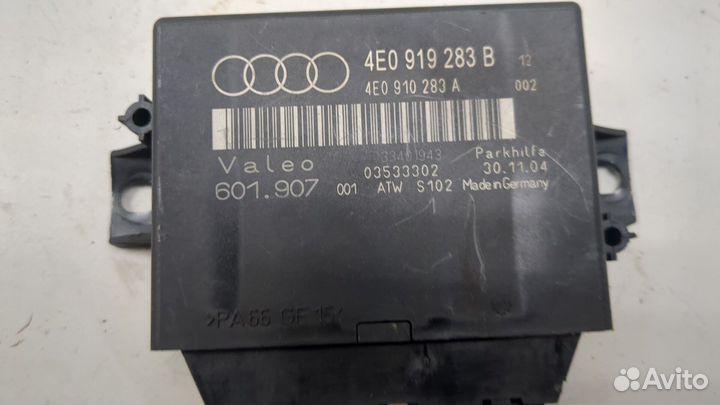 4E0 919 283 B 12
4E0 910 283 A 002
33401943
Valeo Parkhilfe
03533302 30.11.04
601.907 001 ATW S102 Made in Germany
>PA66 GF15<
Avito